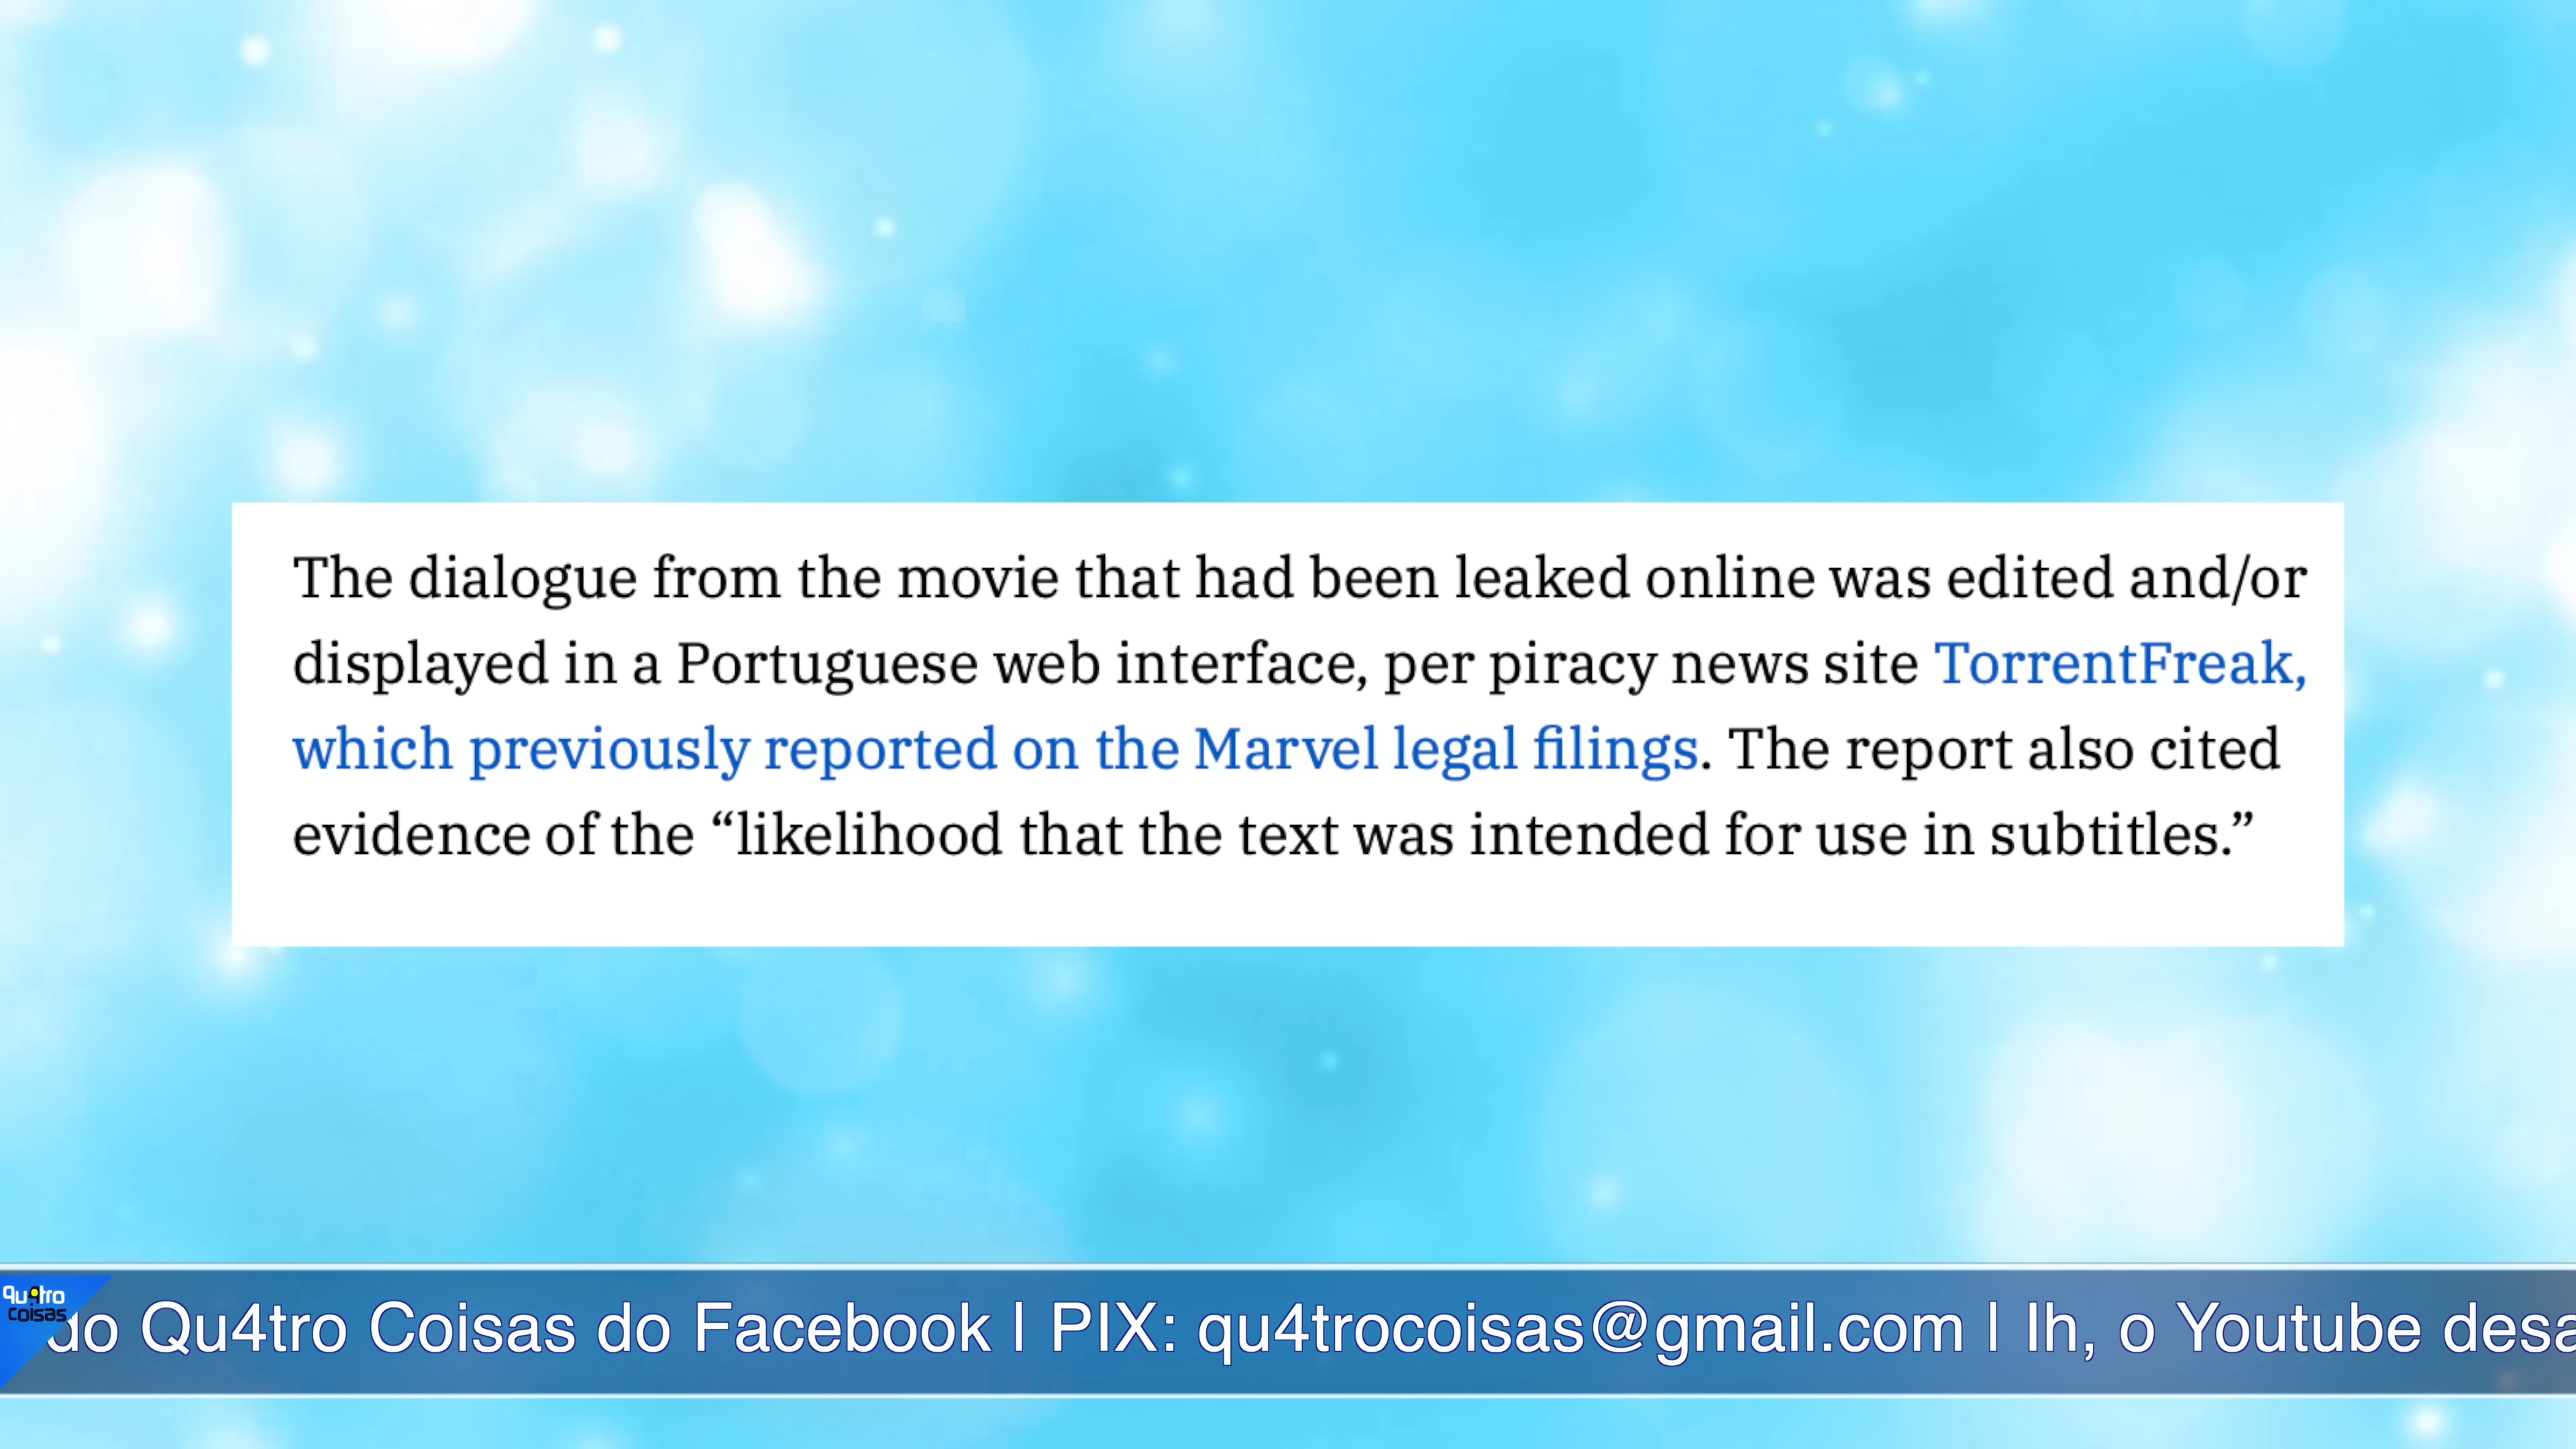 The dialogue from the movie that had been leaked online was edited and/or
displayed in a Portuguese web interface, per piracy news site TorrentFreak,
which previously reported on the Marvel legal filings. The report also cited
evidence of the “likelihood that the text was intended for use in subtitles.”
qu4tro
coisas
do Qu4tro Coisas do Facebook | PIX: qu4trocoisas@gmail.com | Ih, o Youtube desa